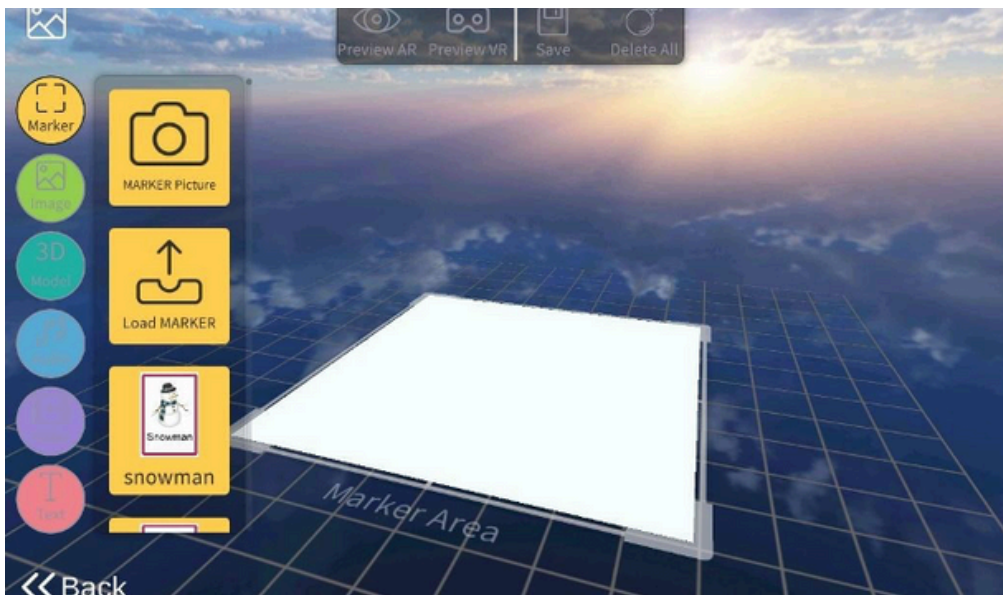 Preview AR
Preview VR
Save
Delete All
Marker
Image
3D
Model
Text
MARKER Picture
Load MARKER
Snowman
snowman
Marker Area
Back